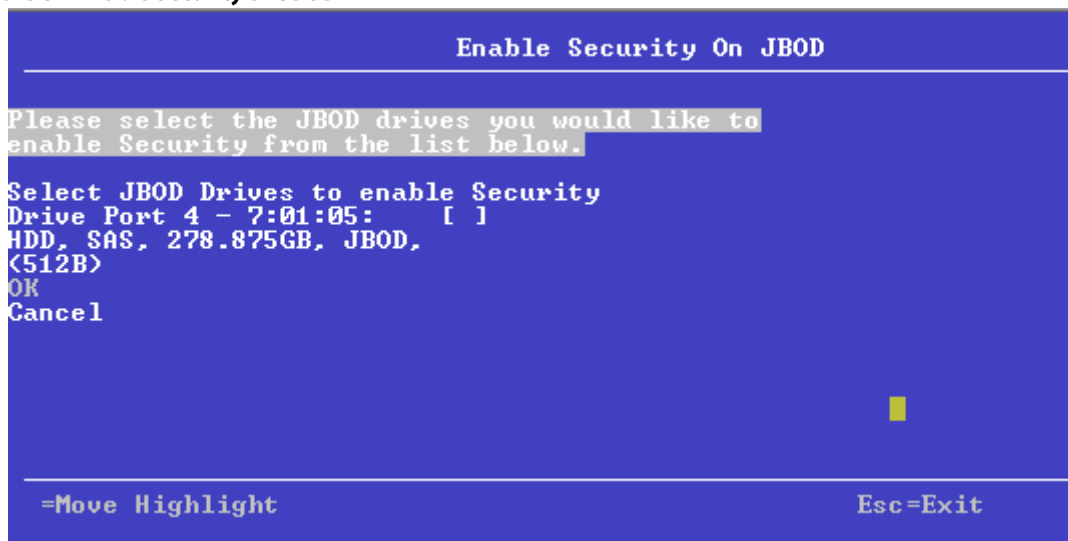 Enable Security On JBOD
Please select the JBOD drives you would like to
enable Security from the list below.
Select JBOD Drives to enable Security
Drive Port 4 - 7:01:05: [ ]
HDD, SAS, 278.875GB, JBOD,
(512B)
OK
Cancel
=Move Highlight
Esc=Exit